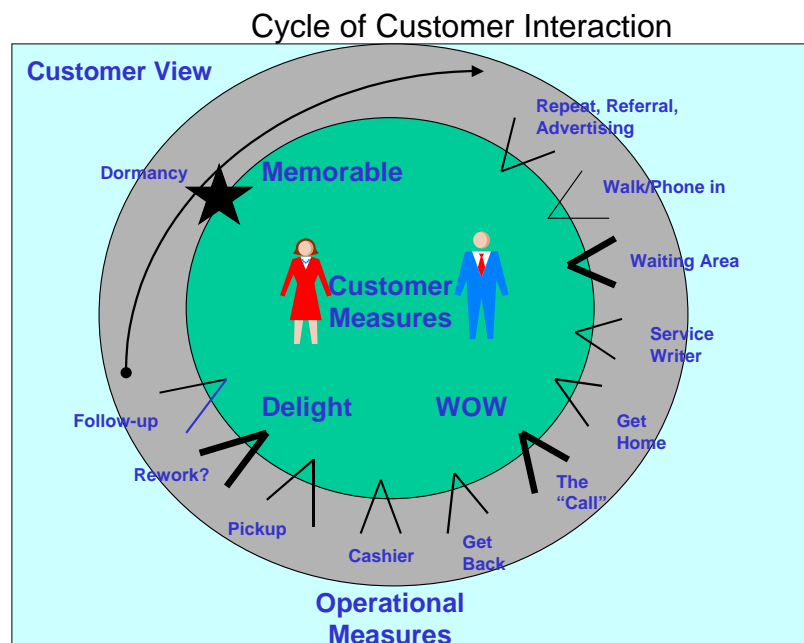 Cycle of Customer Interaction
Customer View
Repeat, Referral,
Advertising
Dormancy
Memorable
Walk/Phone in
Waiting Area
Customer
Measures
Service
Writer
Delight
WOW
Follow-up
Get
Home
Rework?
The
“Call”
Pickup
Cashier
Get
Back
Operational
Measures